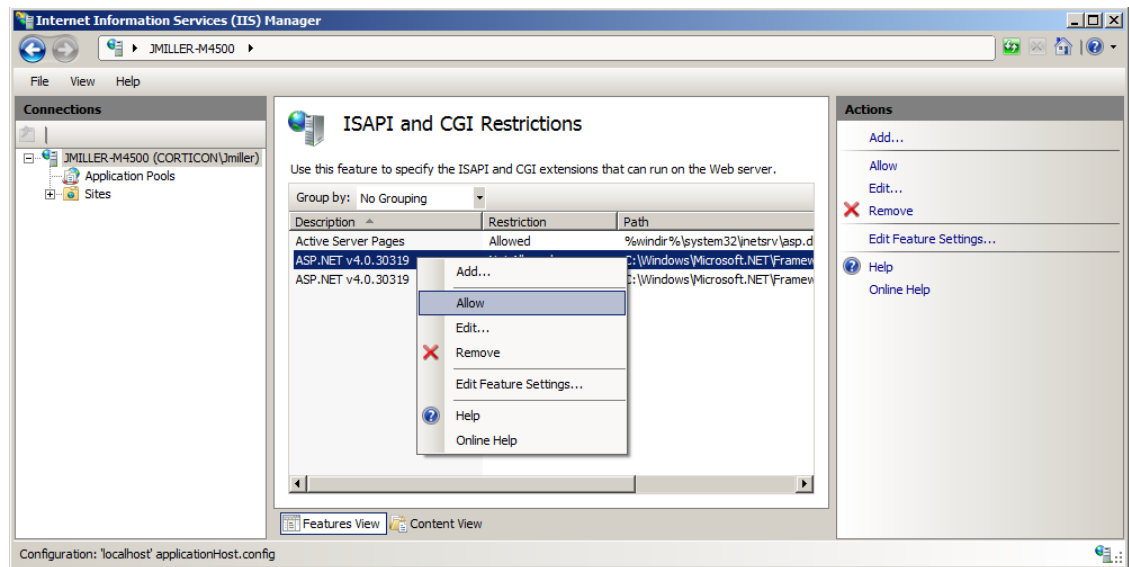 Internet Information Services (IIS) Manager
JMILLER-M4500
File View Help
Connections
JMILLER-M4500 (CORTICON\Jmiller)
Application Pools
Sites
ISAPI and CGI Restrictions
Use this feature to specify the ISAPI and CGI extensions that can run on the Web server.
Group by: No Grouping
Description Restriction Path
Active Server Pages Allowed %windir%\system32\inetsrv\asp.d
ASP.NET v4.0.30319 C:\Windows\Microsoft.NET\Framew
ASP.NET v4.0.30319 C:\Windows\Microsoft.NET\Framew
Add...
Allow
Edit...
Remove
Edit Feature Settings...
Help
Online Help
Features View Content View
Actions
Add...
Allow
Edit...
Remove
Edit Feature Settings...
Help
Online Help
Configuration: 'localhost' applicationHost.config